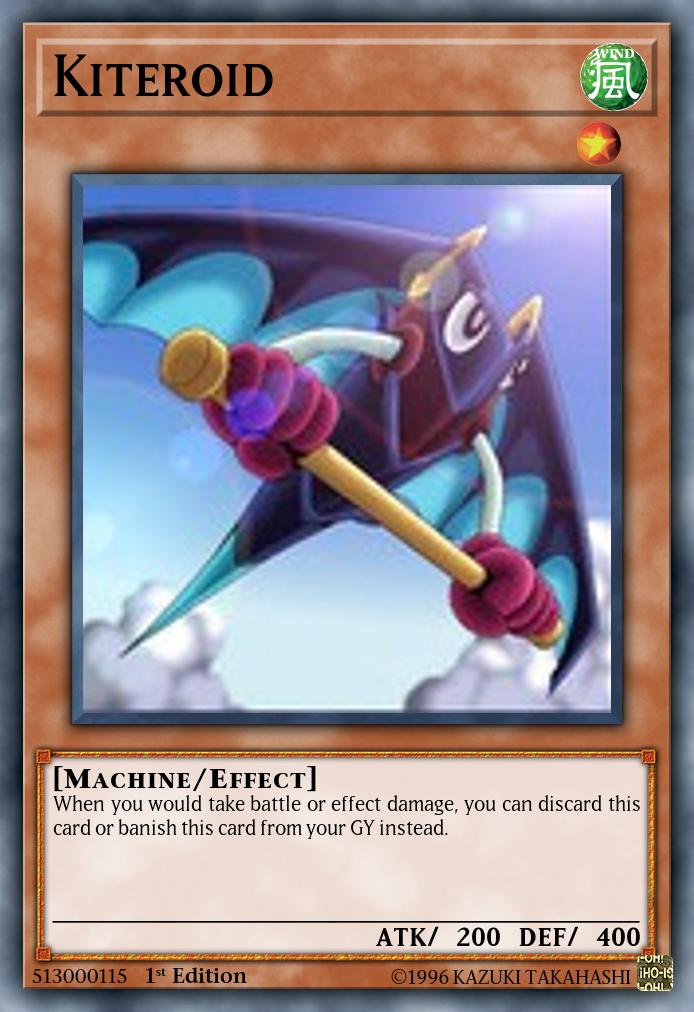 Kiteroid
WIND
風
[Machine/Effect]
When you would take battle or effect damage, you can discard this
card or banish this card from your GY instead.
ATK/ 200 DEF/ 400
513000115 1st Edition ©1996 KAZUKI TAKAHASHI